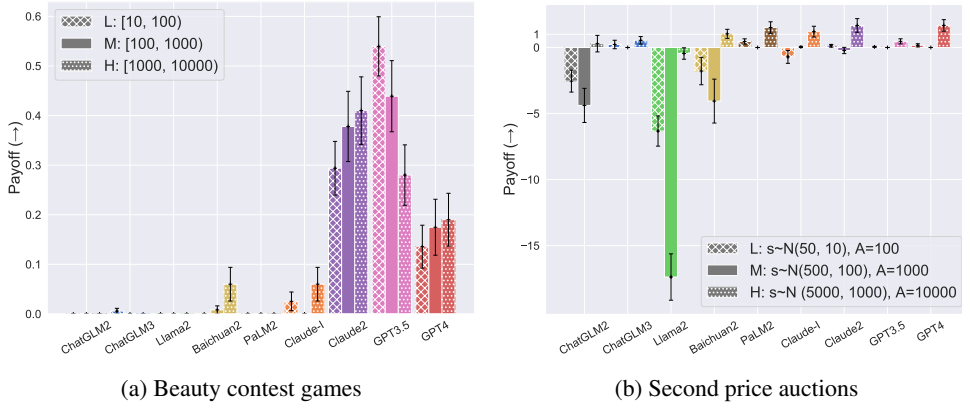 L: [10, 100)
M: [100, 1000)
H: [1000, 10000)
Payoff (→)
0.6
0.5
0.4
0.3
0.2
0.1
0.0
ChatGLM2
ChatGLM3
Llama2
Baichuan2
PaLM2
Claude-I
Claude2
GPT3.5
GPT4
(a) Beauty contest games
Payoff (→)
1
0
−5
−10
−15
L: s~N(50, 10), A=100
M: s~N(500, 100), A=1000
H: s~N (5000, 1000), A=10000
ChatGLM2
ChatGLM3
Llama2
Baichuan2
PaLM2
Claude-I
Claude2
GPT3.5
GPT4
(b) Second price auctions